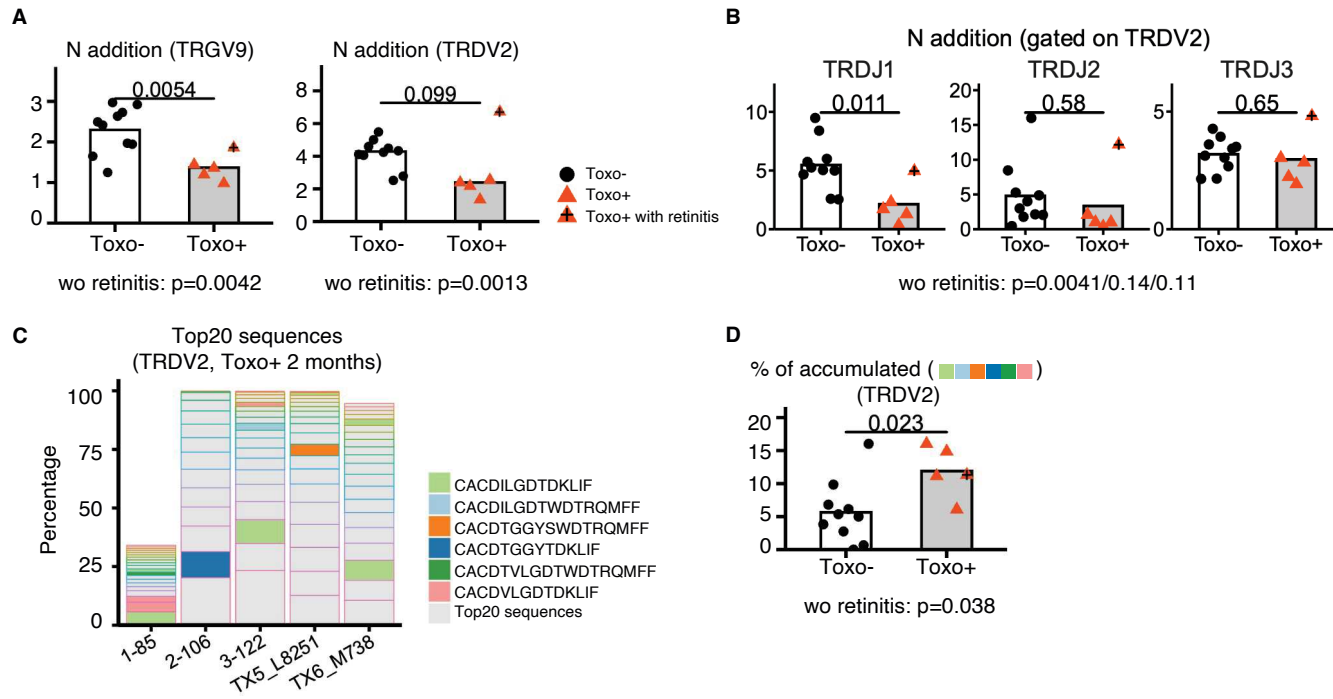 A
N addition (TRGV9)
0.0054
3
2
1
0
Toxo-
Toxo+
wo retinitis: p=0.0042
N addition (TRDV2)
0.099
8
6
4
2
0
Toxo-
Toxo+
wo retinitis: p=0.0013
Toxo-
Toxo+
Toxo+ with retinitis
B
N addition (gated on TRDV2)
TRDJ1
0.011
10
5
0
Toxo-
Toxo+
TRDJ2
0.58
20
15
10
5
0
Toxo-
Toxo+
TRDJ3
0.65
5
0
Toxo-
Toxo+
wo retinitis: p=0.0041/0.14/0.11
C
Top20 sequences
(TRDV2, Toxo+ 2 months)
Percentage
100
75
50
25
0
1-85
2-106
3-122
TX5_L8251
TX6_M738
CACDILGDTDKLIF
CACDILGDTWDTRQMFF
CACDTGGYSWDTRQMFF
CACDTGGYTDKLIF
CACDTVLGDTWDTRQMFF
CACDVLGDTDKLIF
Top20 sequences
D
% of accumulated ( )
(TRDV2)
0.023
20
15
10
5
0
Toxo-
Toxo+
wo retinitis: p=0.038